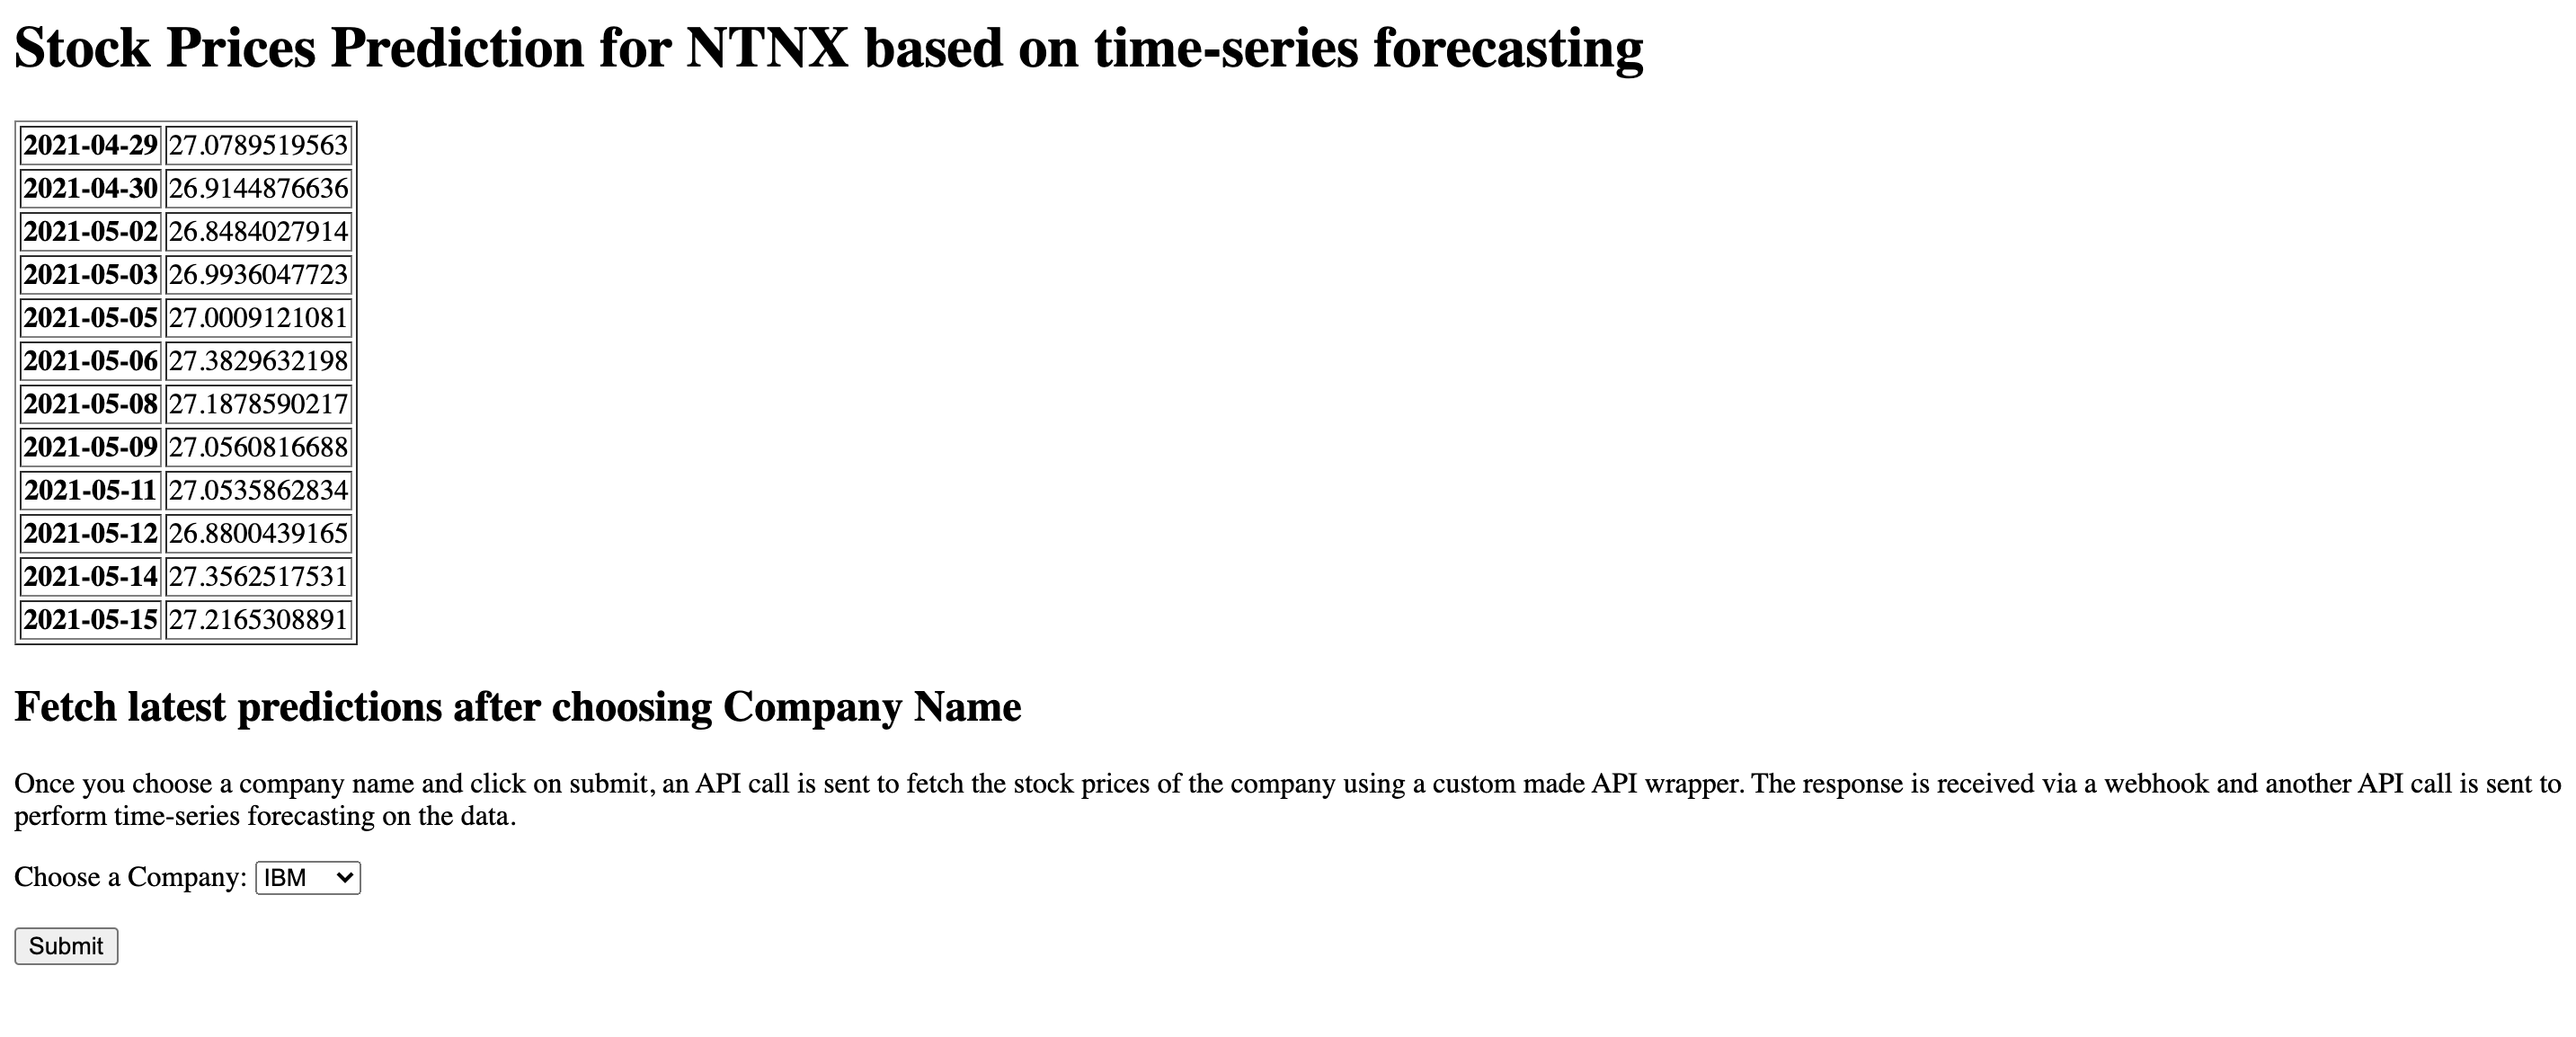 Stock Prices Prediction for NTNX based on time-series forecasting
2021-04-29 27.0789519563
2021-04-30 26.9144876636
2021-05-02 26.8484027914
2021-05-03 26.9936047723
2021-05-05 27.0009121081
2021-05-06 27.3829632198
2021-05-08 27.1878590217
2021-05-09 27.0560816688
2021-05-11 27.0535862834
2021-05-12 26.8800439165
2021-05-14 27.3562517531
2021-05-15 27.2165308891
Fetch latest predictions after choosing Company Name
Once you choose a company name and click on submit, an API call is sent to fetch the stock prices of the company using a custom made API wrapper. The response is received via a webhook and another API call is sent to
perform time-series forecasting on the data.
Choose a Company: IBM
Submit